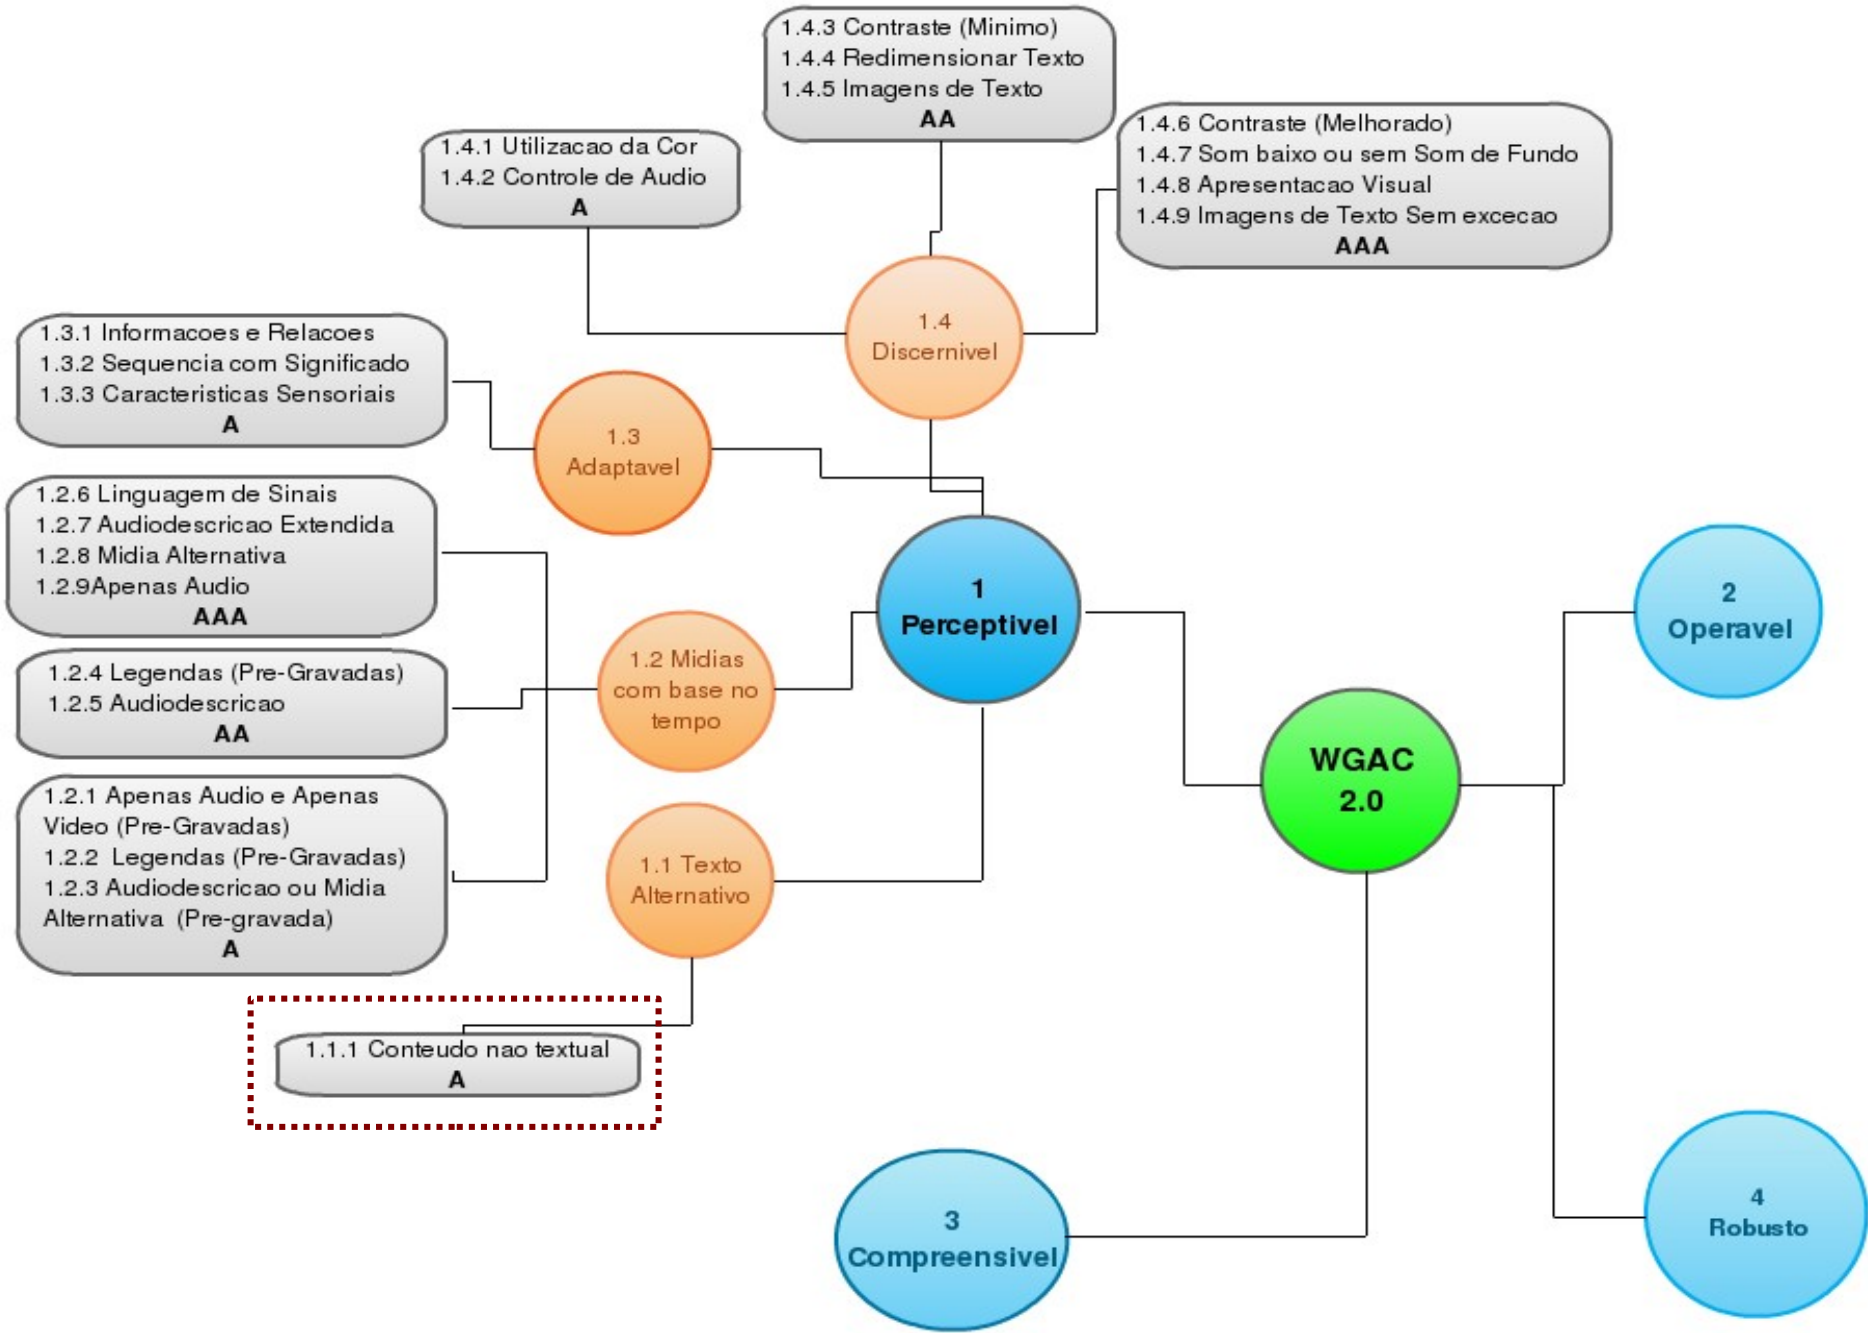 1.4.3 Contraste (Minimo)
1.4.4 Redimensionar Texto
1.4.5 Imagens de Texto
AA
1.4.6 Contraste (Melhorado)
1.4.7 Som baixo ou sem Som de Fundo
1.4.8 Apresentacao Visual
1.4.9 Imagens de Texto Sem excecao
AAA
1.4.1 Utilizacao da Cor
1.4.2 Controle de Audio
A
1.4
Discernivel
1.3.1 Informacoes e Relacoes
1.3.2 Sequencia com Significado
1.3.3 Caracteristicas Sensoriais
A
1.3
Adaptavel
1.2.6 Linguagem de Sinais
1.2.7 Audiodescricao Extendida
1.2.8 Midia Alternativa
1.2.9Apenas Audio
AAA
1
Perceptivel
2
Operavel
1.2.4 Legendas (Pre-Gravadas)
1.2.5 Audiodescricao
AA
1.2 Midias
com base no
tempo
WGAC
2.0
1.2.1 Apenas Audio e Apenas
Video (Pre-Gravadas)
1.2.2 Legendas (Pre-Gravadas)
1.2.3 Audiodescricao ou Midia
Alternativa (Pre-gravada)
A
1.1 Texto
Alternativo
1.1.1 Conteudo nao textual
A
3
Compreensivel
4
Robusto